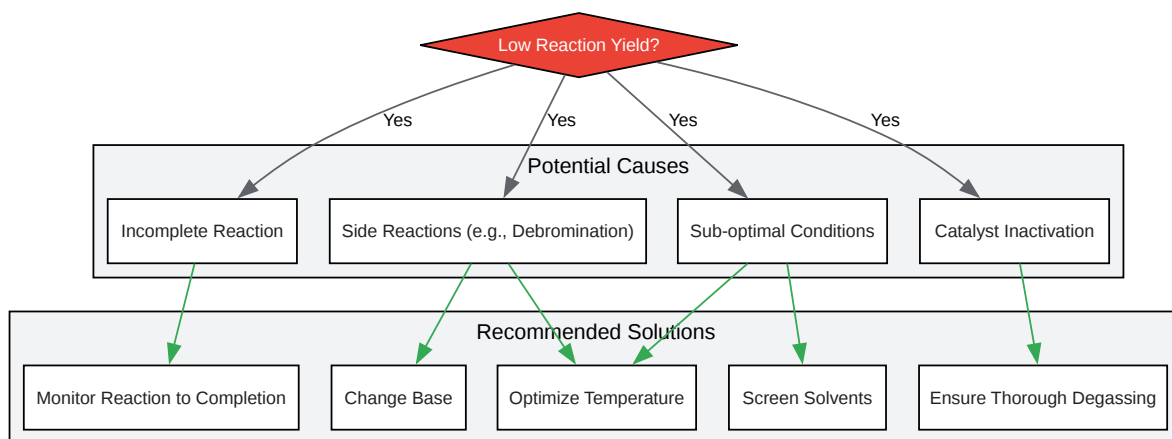 Low Reaction Yield?
Yes
Yes
Yes
Yes
Potential Causes
Incomplete Reaction
Side Reactions (e.g., Debromination)
Sub-optimal Conditions
Catalyst Inactivation
Recommended Solutions
Monitor Reaction to Completion
Change Base
Optimize Temperature
Screen Solvents
Ensure Thorough Degassing